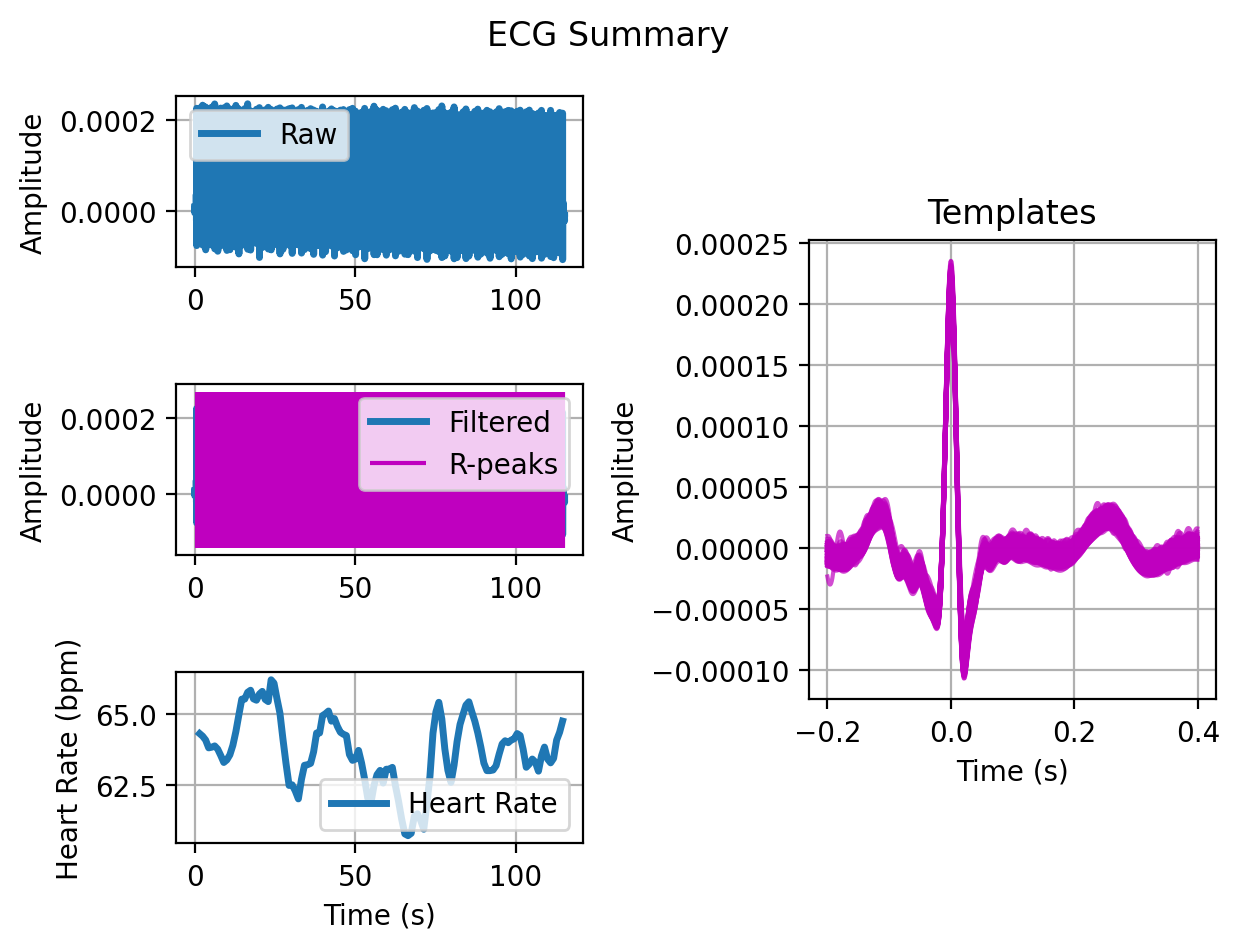 ECG Summary
Amplitude
0.0002
0.0000
Raw
0
50
100
Amplitude
0.0002
0.0000
Filtered
R-peaks
0
50
100
Heart Rate (bpm)
65.0
62.5
Heart Rate
0
50
100
Time (s)
Templates
Amplitude
0.00025
0.00020
0.00015
0.00010
0.00005
0.00000
−0.00005
−0.00010
−0.2
0.0
0.2
0.4
Time (s)